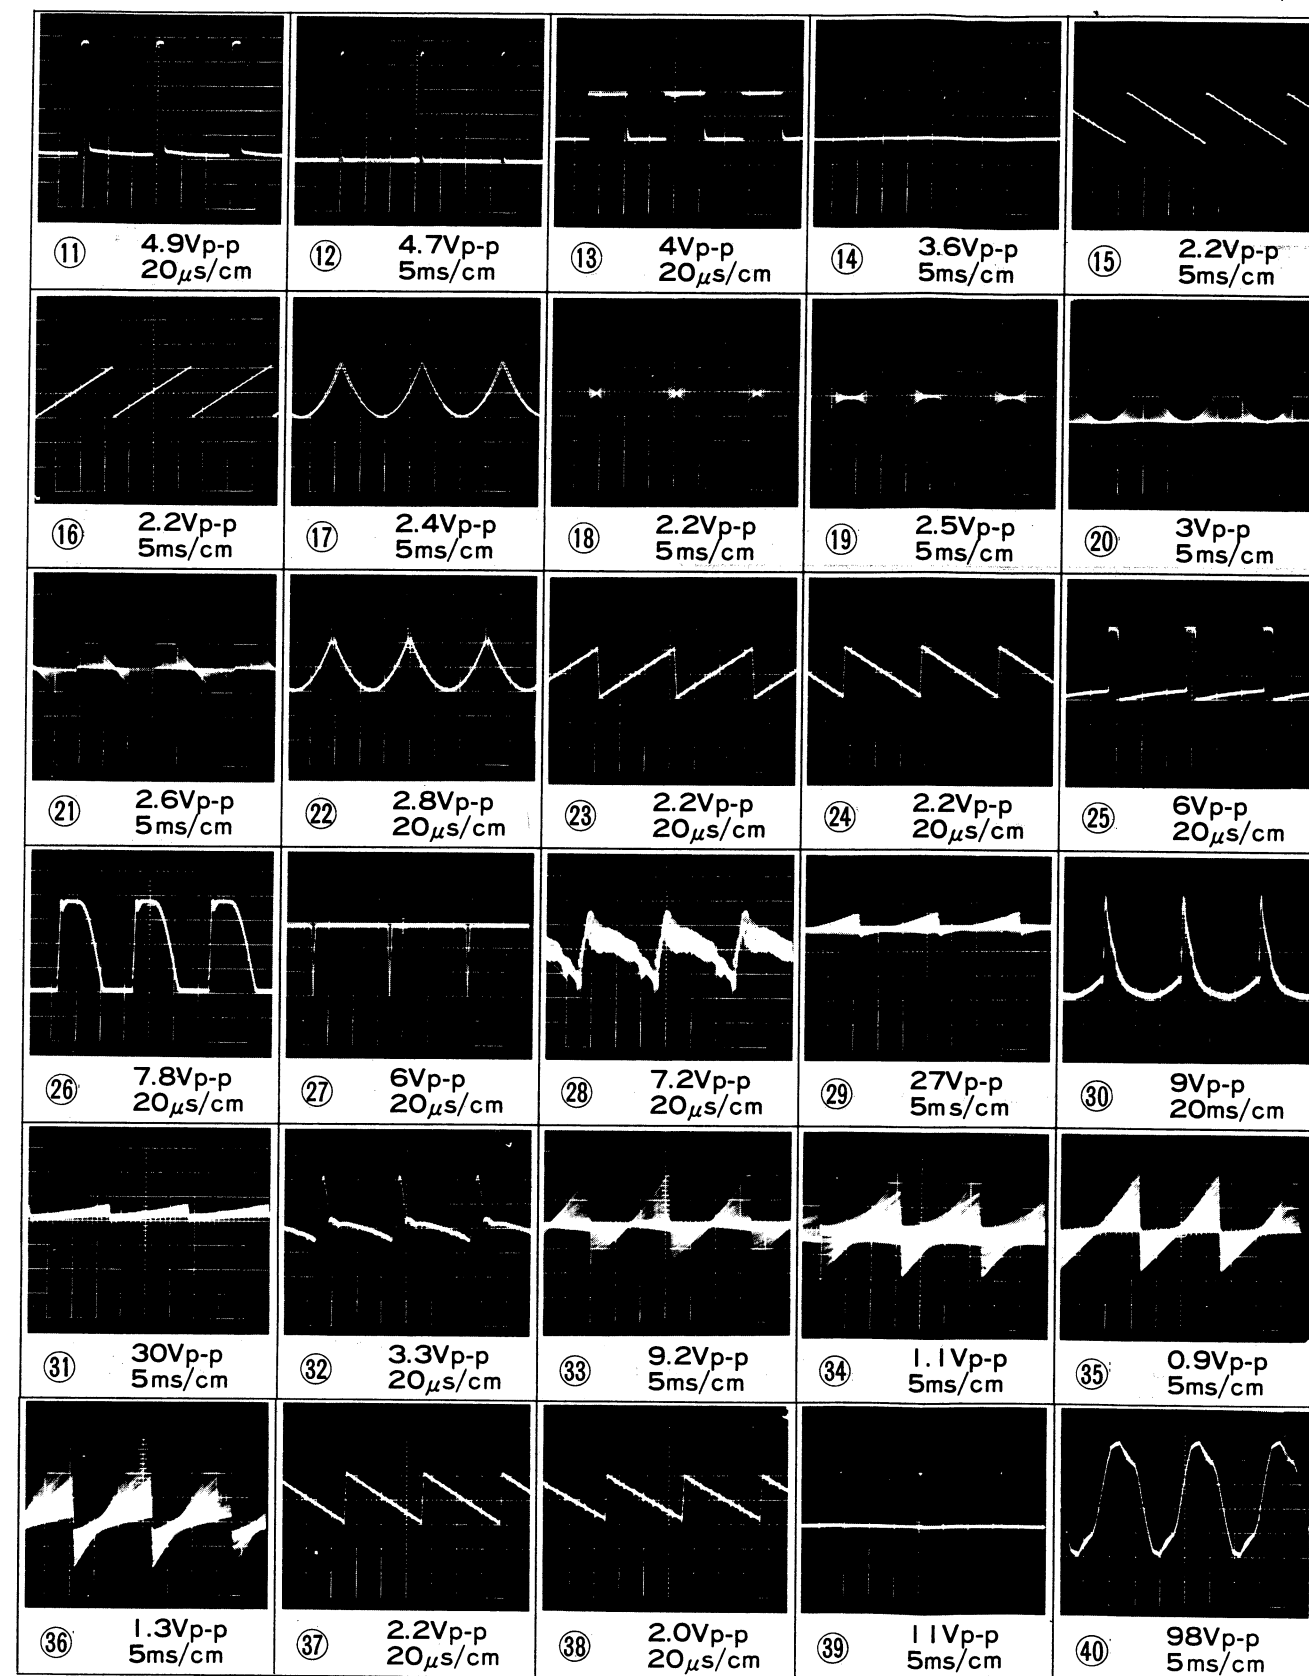 ⑪ 4.9Vp-p
20μs/cm
⑫ 4.7Vp-p
5ms/cm
⑬ 4Vp-p
20μs/cm
⑭ 3.6Vp-p
5ms/cm
⑮ 2.2Vp-p
5ms/cm
⑯ 2.2Vp-p
5ms/cm
⑰ 2.4Vp-p
5ms/cm
⑱ 2.2Vp-p
5ms/cm
⑲ 2.5Vp-p
5ms/cm
⑳ 3Vp-p
5ms/cm
㉑ 2.6Vp-p
5ms/cm
㉒ 2.8Vp-p
20μs/cm
㉓ 2.2Vp-p
20μs/cm
㉔ 2.2Vp-p
20μs/cm
㉕ 6Vp-p
20μs/cm
㉖ 7.8Vp-p
20μs/cm
㉗ 6Vp-p
20μs/cm
㉘ 7.2Vp-p
20μs/cm
㉙ 27Vp-p
5ms/cm
㉚ 9Vp-p
20ms/cm
㉛ 30Vp-p
5ms/cm
㉜ 3.3Vp-p
20μs/cm
㉝ 9.2Vp-p
5ms/cm
㉞ 1.1Vp-p
5ms/cm
㉟ 0.9Vp-p
5ms/cm
㊱ 1.3Vp-p
5ms/cm
㊲ 2.2Vp-p
20μs/cm
㊳ 2.0Vp-p
20μs/cm
㊴ 11Vp-p
5ms/cm
㊵ 98Vp-p
5ms/cm